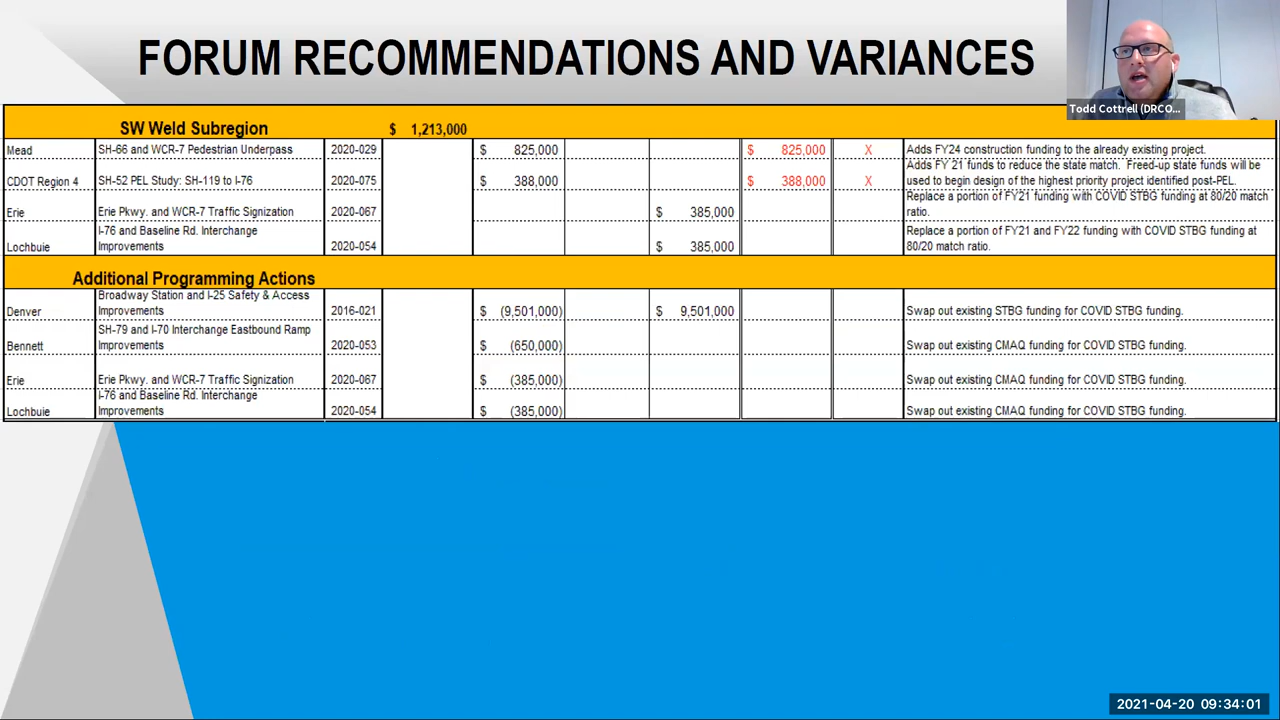 FORUM RECOMMENDATIONS AND VARIANCES
Todd Cottrell (DRCO...
SW Weld Subregion $ 1,213,000
Mead SH-66 and WCR-7 Pedestrian Underpass 2020-029 $ 825,000 $ 825,000 X Adds FY24 construction funding to the already existing project.
CDOT Region 4 SH-52 PEL Study: SH-119 to I-76 2020-075 $ 388,000 $ 388,000 X Adds FY 21 funds to reduce the state match. Freed-up state funds will be
used to begin design of the highest priority project identified post-PEL.
Erie Erie Pkwy. and WCR-7 Traffic Signization 2020-067 $ 385,000 Replace a portion of FY21 funding with COVID STBG funding at 80/20 match
ratio.
Lochbuie I-76 and Baseline Rd. Interchange
Improvements 2020-054 $ 385,000 Replace a portion of FY21 and FY22 funding with COVID STBG funding at
80/20 match ratio.
Additional Programming Actions
Denver Broadway Station and I-25 Safety & Access
Improvements 2016-021 $ (9,501,000) $ 9,501,000 Swap out existing STBG funding for COVID STBG funding.
Bennett SH-79 and I-70 Interchange Eastbound Ramp
Improvements 2020-053 $ (650,000) Swap out existing CMAQ funding for COVID STBG funding.
Erie Erie Pkwy. and WCR-7 Traffic Signization 2020-067 $ (385,000) Swap out existing CMAQ funding for COVID STBG funding.
Lochbuie I-76 and Baseline Rd. Interchange
Improvements 2020-054 $ (385,000) Swap out existing CMAQ funding for COVID STBG funding.
2021-04-20 09:34:01